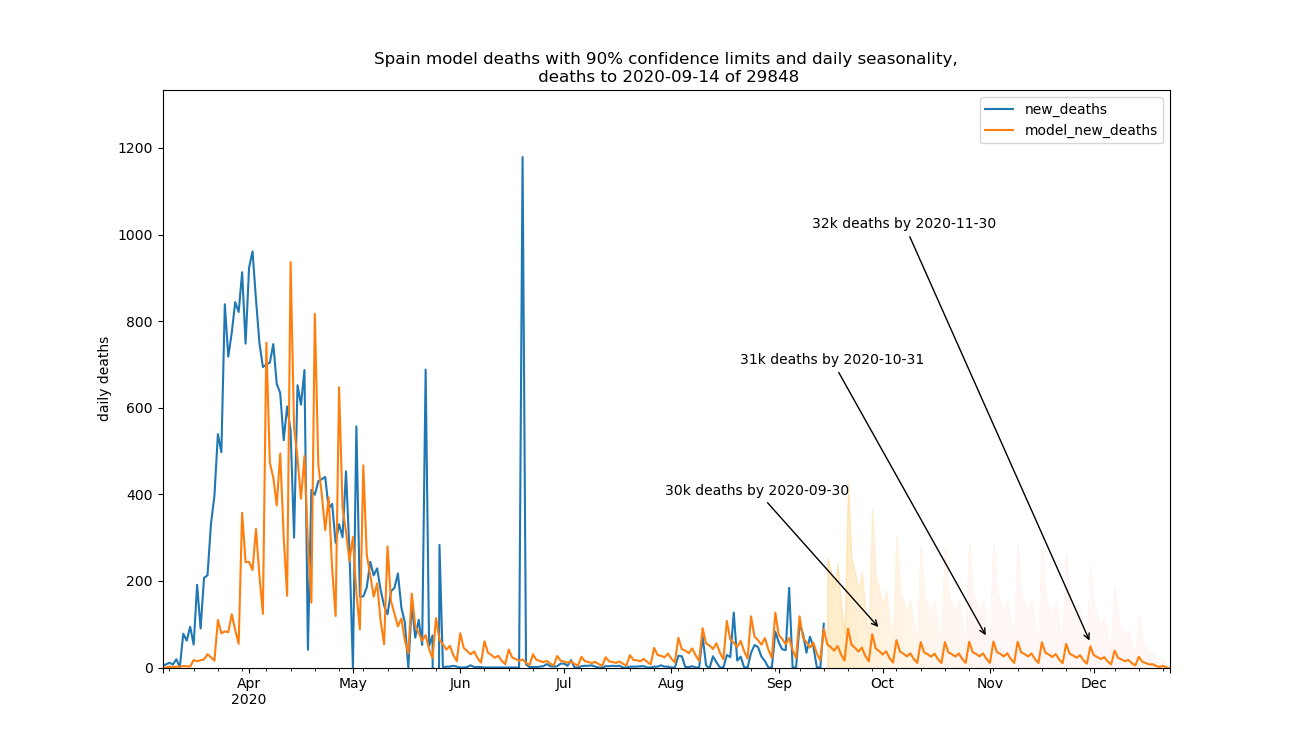 Spain model deaths with 90% confidence limits and daily seasonality,
deaths to 2020-09-14 of 29848
new_deaths
model_new_deaths
1200
1000
800
600
400
200
0
daily deaths
32k deaths by 2020-11-30
31k deaths by 2020-10-31
30k deaths by 2020-09-30
Apr
2020
May
Jun
Jul
Aug
Sep
Oct
Nov
Dec